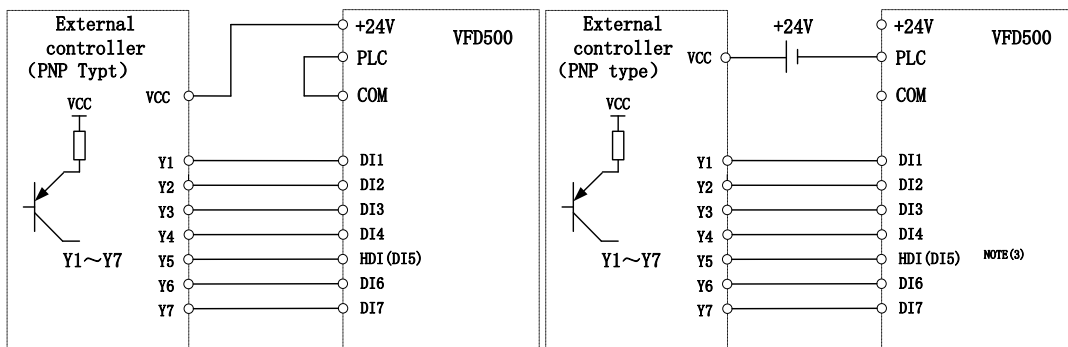 External
controller
(PNP Typt)
VCC
VCC
+24V
PLC
COM
VFD500
Y1 DI1
Y2 DI2
Y3 DI3
Y4 DI4
Y5 HDI(DI5)
Y6 DI6
Y7 DI7
Y1～Y7
External
controller
(PNP type)
VCC
VCC
+24V
+24V
PLC
COM
VFD500
Y1 DI1
Y2 DI2
Y3 DI3
Y4 DI4
Y5 HDI(DI5) NOTE(3)
Y6 DI6
Y7 DI7
Y1～Y7